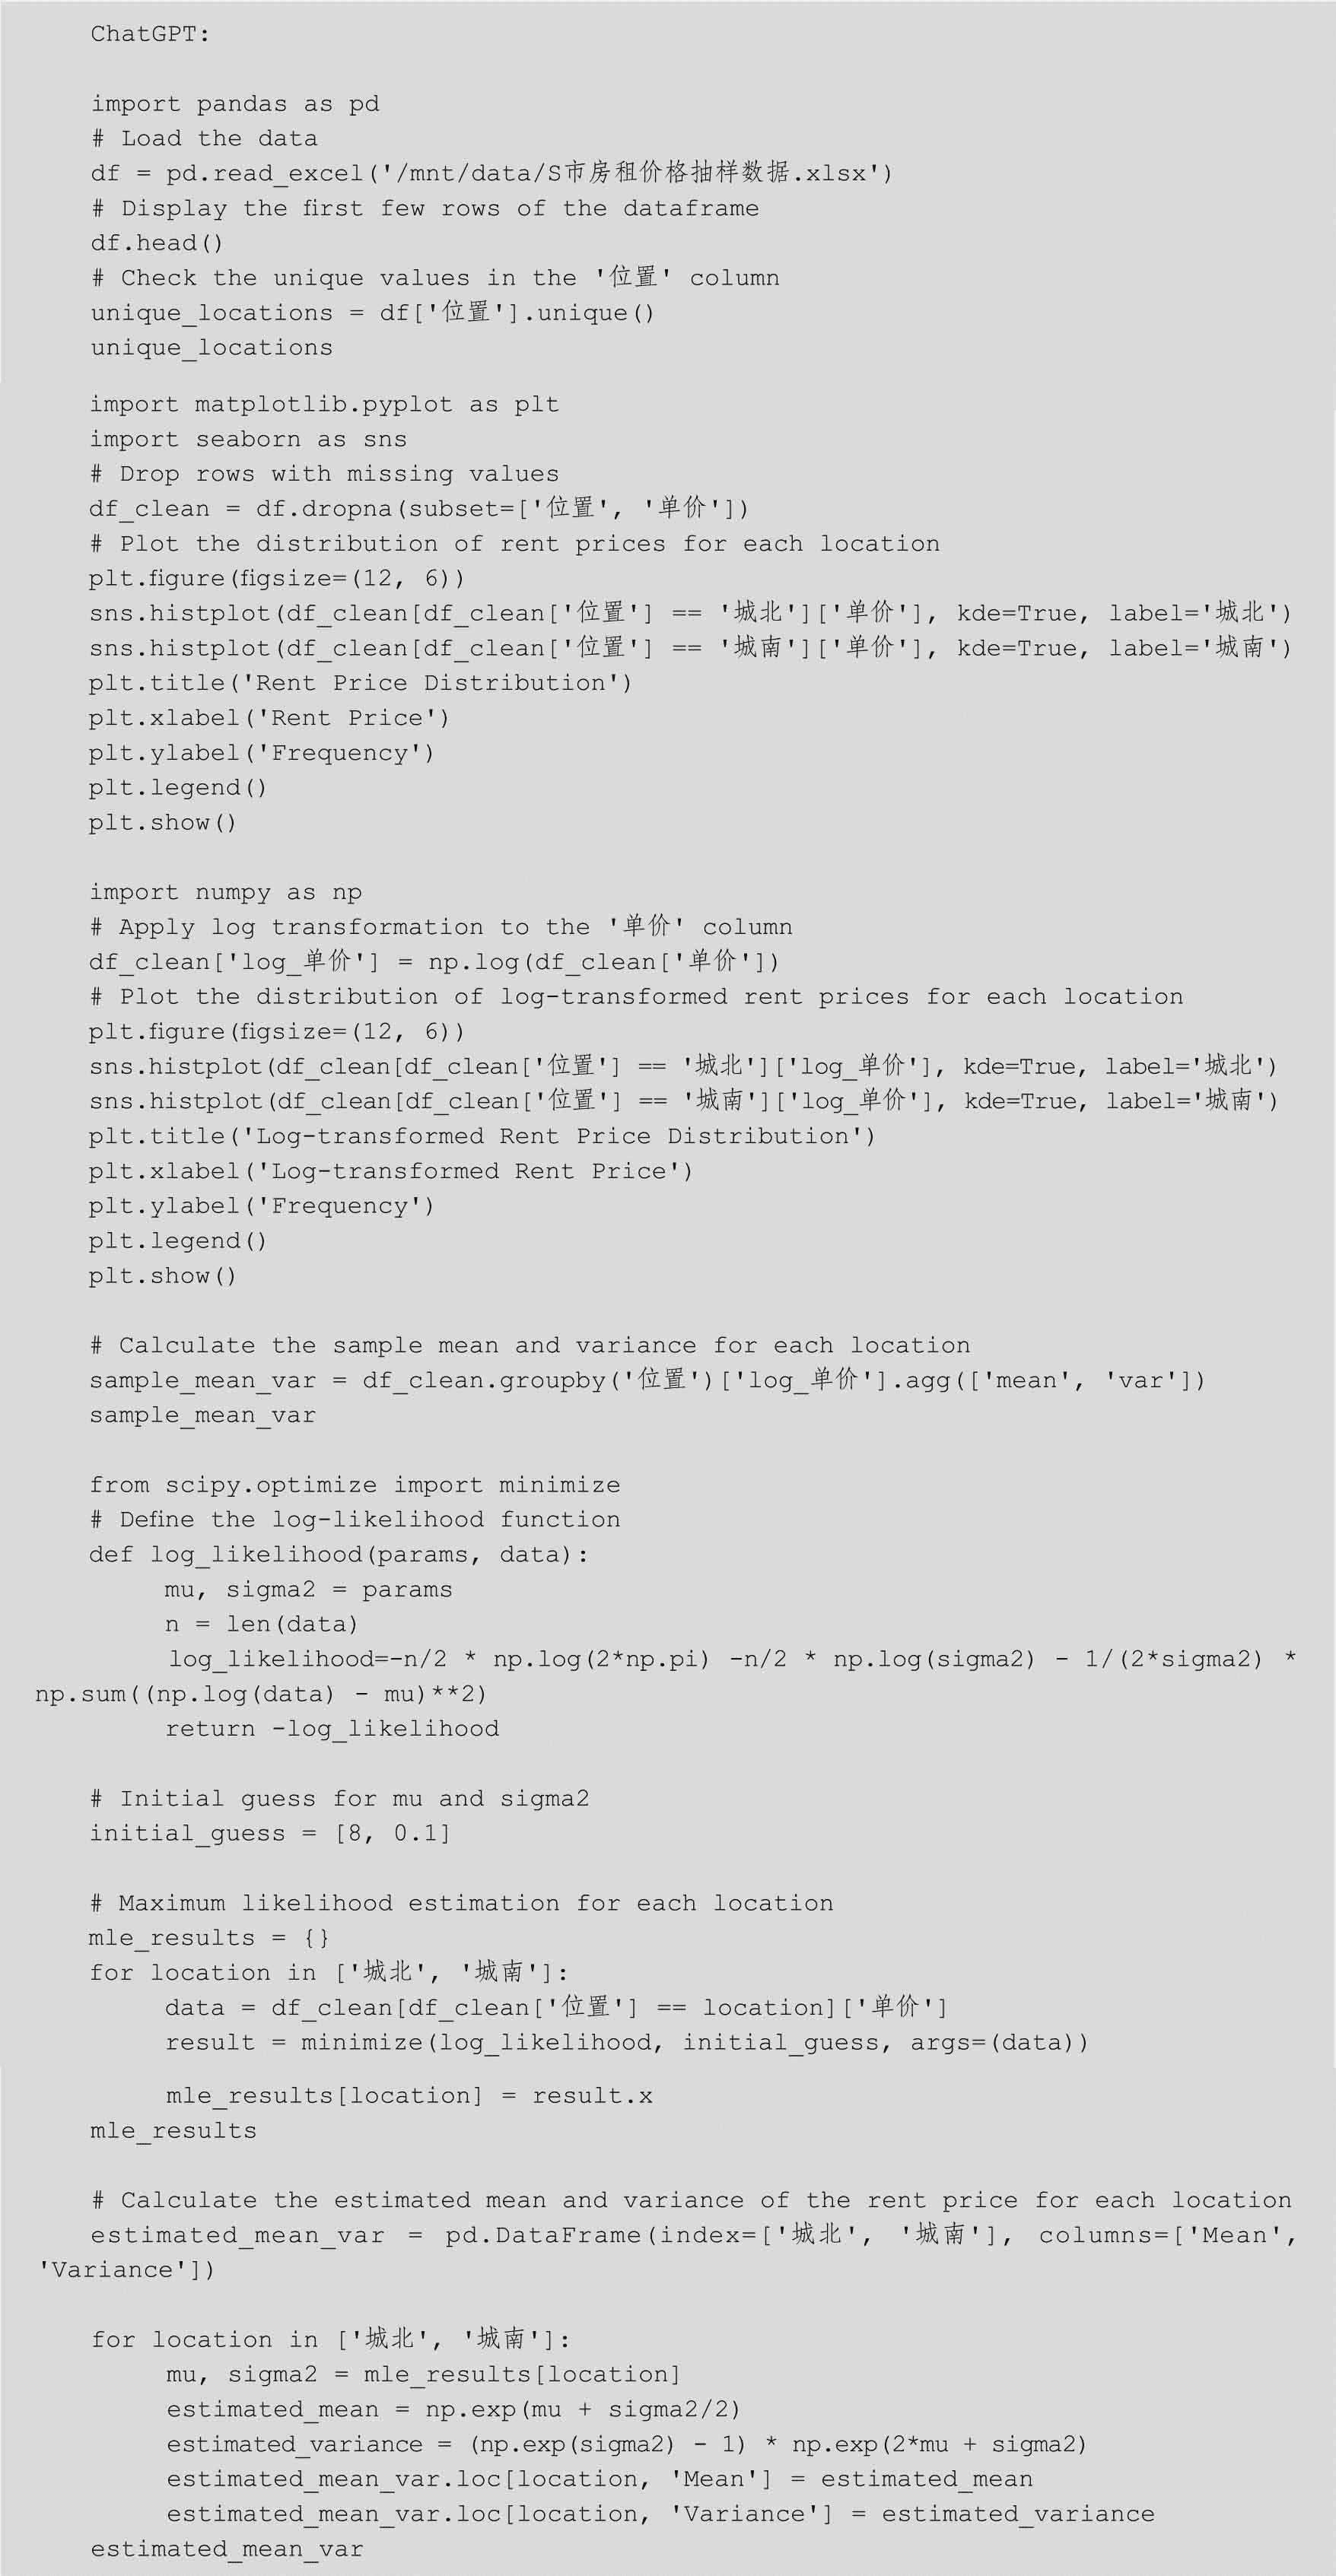 ChatGPT:
import pandas as pd
# Load the data
df = pd.read_excel('/mnt/data/S市房租价格抽样数据.xlsx')
# Display the first few rows of the dataframe
df.head()
# Check the unique values in the '位置' column
unique_locations = df['位置'].unique()
unique_locations
import matplotlib.pyplot as plt
import seaborn as sns
# Drop rows with missing values
df_clean = df.dropna(subset=['位置', '单价'])
# Plot the distribution of rent prices for each location
plt.figure(figsize=(12, 6))
sns.histplot(df_clean[df_clean['位置'] == '城北']['单价'], kde=True, label='城北')
sns.histplot(df_clean[df_clean['位置'] == '城南']['单价'], kde=True, label='城南')
plt.title('Rent Price Distribution')
plt.xlabel('Rent Price')
plt.ylabel('Frequency')
plt.legend()
plt.show()
import numpy as np
# Apply log transformation to the '单价' column
df_clean['log_单价'] = np.log(df_clean['单价'])
# Plot the distribution of log-transformed rent prices for each location
plt.figure(figsize=(12, 6))
sns.histplot(df_clean[df_clean['位置'] == '城北']['log_单价'], kde=True, label='城北')
sns.histplot(df_clean[df_clean['位置'] == '城南']['log_单价'], kde=True, label='城南')
plt.title('Log-transformed Rent Price Distribution')
plt.xlabel('Log-transformed Rent Price')
plt.ylabel('Frequency')
plt.legend()
plt.show()
# Calculate the sample mean and variance for each location
sample_mean_var = df_clean.groupby('位置')['log_单价'].agg(['mean', 'var'])
sample_mean_var
from scipy.optimize import minimize
# Define the log-likelihood function
def log_likelihood(params, data):
mu, sigma2 = params
n = len(data)
log_likelihood=-n/2 * np.log(2*np.pi) -n/2 * np.log(sigma2) - 1/(2*sigma2) *
np.sum((np.log(data) - mu)**2)
return -log_likelihood
# Initial guess for mu and sigma2
initial_guess = [8, 0.1]
# Maximum likelihood estimation for each location
mle_results = {}
for location in ['城北', '城南']:
data = df_clean[df_clean['位置'] == location]['单价']
result = minimize(log_likelihood, initial_guess, args=(data))
mle_results[location] = result.x
mle_results
# Calculate the estimated mean and variance of the rent price for each location
estimated_mean_var = pd.DataFrame(index=['城北', '城南'], columns=['Mean',
'Variance'])
for location in ['城北', '城南']:
mu, sigma2 = mle_results[location]
estimated_mean = np.exp(mu + sigma2/2)
estimated_variance = (np.exp(sigma2) - 1) * np.exp(2*mu + sigma2)
estimated_mean_var.loc[location, 'Mean'] = estimated_mean
estimated_mean_var.loc[location, 'Variance'] = estimated_variance
estimated_mean_var